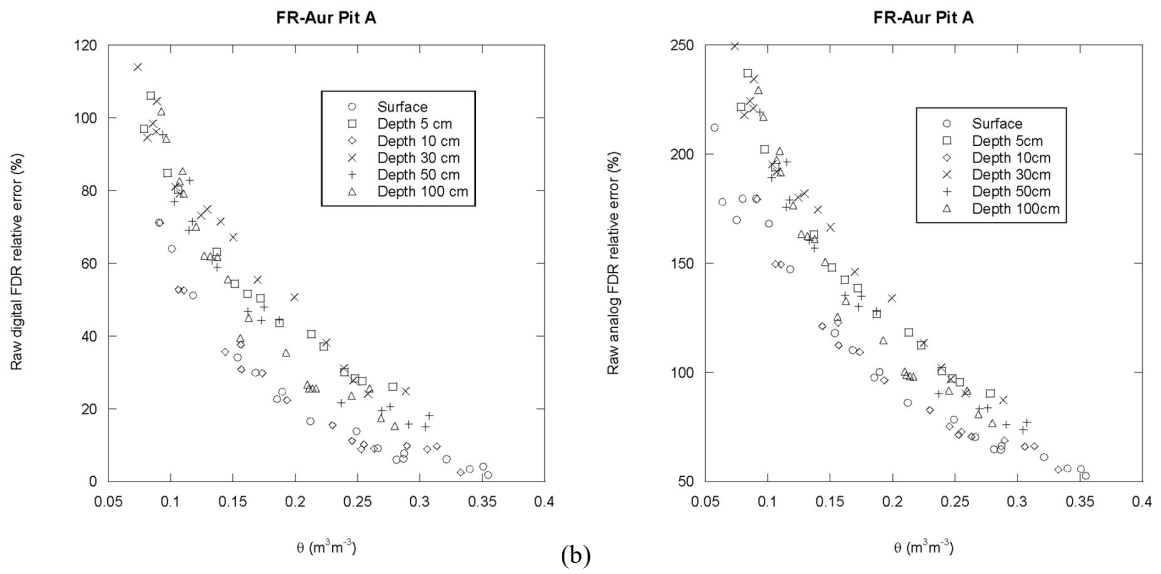 FR-Aur Pit A
120
100
80
60
40
20
0
0.05 0.1 0.15 0.2 0.25 0.3 0.35 0.4
Raw digital FDR relative error (%)
θ (m³m⁻³)
Surface
Depth 5 cm
Depth 10 cm
Depth 30 cm
Depth 50 cm
Depth 100 cm
(b)
FR-Aur Pit A
250
200
150
100
50
0.05 0.1 0.15 0.2 0.25 0.3 0.35 0.4
Raw analog FDR relative error (%)
θ (m³m⁻³)
Surface
Depth 5cm
Depth 10cm
Depth 30cm
Depth 50cm
Depth 100cm